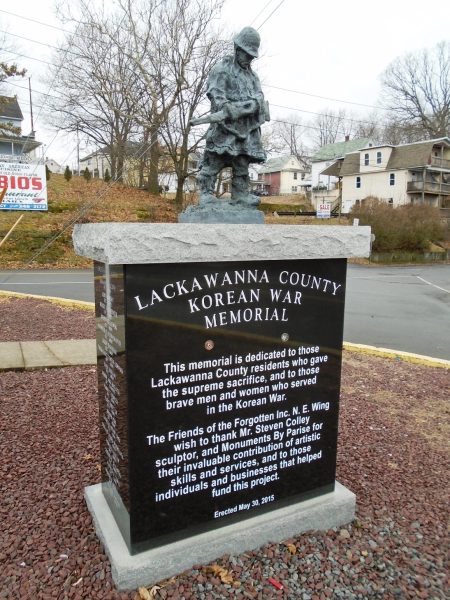 LACKAWANNA COUNTY
KOREAN WAR
MEMORIAL
This memorial is dedicated to those
Lackawanna County residents who gave
the supreme sacrifice, and to those
brave men and women who served
in the Korean War.
The Friends of the Forgotten Inc. N. E. Wing
wish to thank Mr. Steven Colley
sculptor, and Monuments By Parise for
their invaluable contribution of artistic
skills and services, and to those
individuals and businesses that helped
fund this project.
Erected May 30, 2015
BIO'S